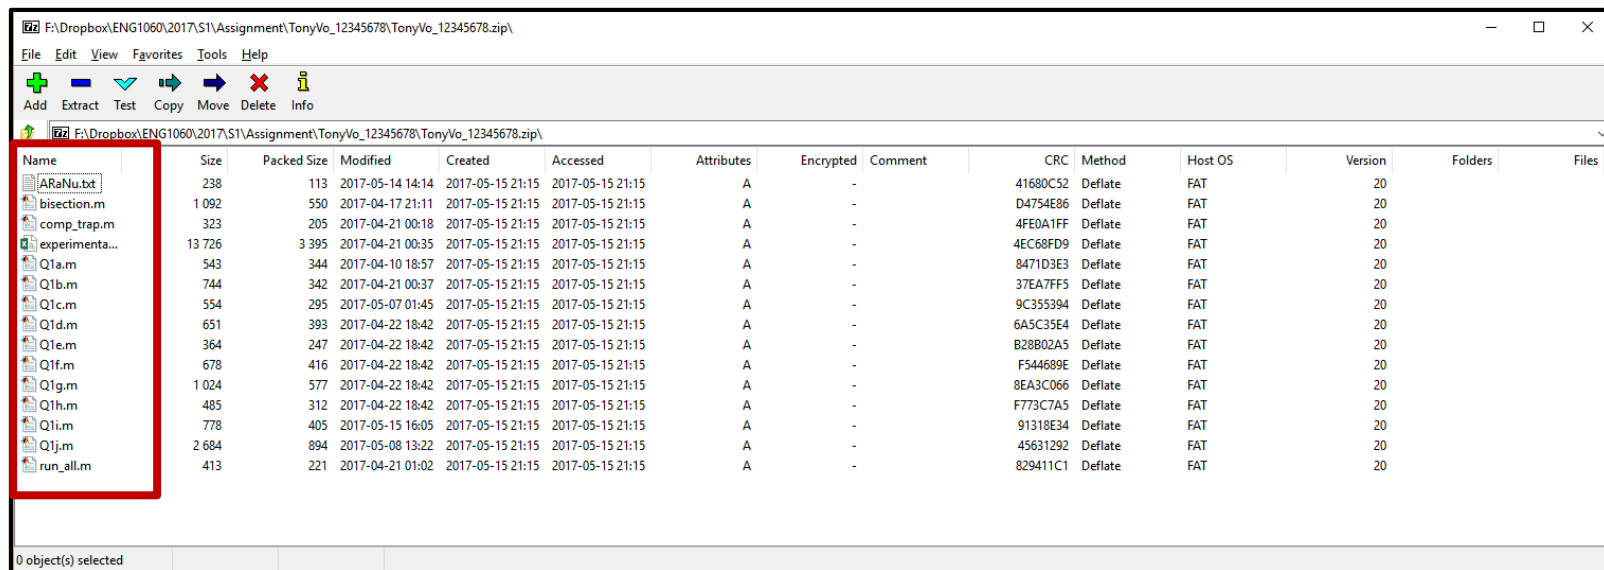 F:\Dropbox\ENG1060\2017\S1\Assignment\TonyVo_12345678\TonyVo_12345678.zip\
File Edit View Favorites Tools Help
Add Extract Test Copy Move Delete Info
F:\Dropbox\ENG1060\2017\S1\Assignment\TonyVo_12345678\TonyVo_12345678.zip\
Name Size Packed Size Modified Created Accessed Attributes Encrypted Comment CRC Method Host OS Version Folders Files
ARaNu.txt 238 113 2017-05-14 14:14 2017-05-15 21:15 2017-05-15 21:15 A - 41680C52 Deflate FAT 20
bisection.m 1 092 550 2017-04-17 21:11 2017-05-15 21:15 2017-05-15 21:15 A - D4754E86 Deflate FAT 20
comp_trap.m 323 205 2017-04-21 00:18 2017-05-15 21:15 2017-05-15 21:15 A - 4FE0A1FF Deflate FAT 20
experimenta... 13 726 3 395 2017-04-21 00:35 2017-05-15 21:15 2017-05-15 21:15 A - 4EC68FD9 Deflate FAT 20
Q1a.m 543 344 2017-04-10 18:57 2017-05-15 21:15 2017-05-15 21:15 A - 8471D3E3 Deflate FAT 20
Q1b.m 744 342 2017-04-21 00:37 2017-05-15 21:15 2017-05-15 21:15 A - 37EA7FF5 Deflate FAT 20
Q1c.m 554 295 2017-05-07 01:45 2017-05-15 21:15 2017-05-15 21:15 A - 9C355394 Deflate FAT 20
Q1d.m 651 393 2017-04-22 18:42 2017-05-15 21:15 2017-05-15 21:15 A - 6A5C35E4 Deflate FAT 20
Q1e.m 364 247 2017-04-22 18:42 2017-05-15 21:15 2017-05-15 21:15 A - B28B02A5 Deflate FAT 20
Q1f.m 678 416 2017-04-22 18:42 2017-05-15 21:15 2017-05-15 21:15 A - F544689E Deflate FAT 20
Q1g.m 1 024 577 2017-04-22 18:42 2017-05-15 21:15 2017-05-15 21:15 A - 8EA3C066 Deflate FAT 20
Q1h.m 485 312 2017-04-22 18:42 2017-05-15 21:15 2017-05-15 21:15 A - F773C7A5 Deflate FAT 20
Q1i.m 778 405 2017-05-15 16:05 2017-05-15 21:15 2017-05-15 21:15 A - 91318E34 Deflate FAT 20
Q1j.m 2 684 894 2017-05-08 13:22 2017-05-15 21:15 2017-05-15 21:15 A - 45631292 Deflate FAT 20
run_all.m 413 221 2017-04-21 01:02 2017-05-15 21:15 2017-05-15 21:15 A - 829411C1 Deflate FAT 20
0 object(s) selected